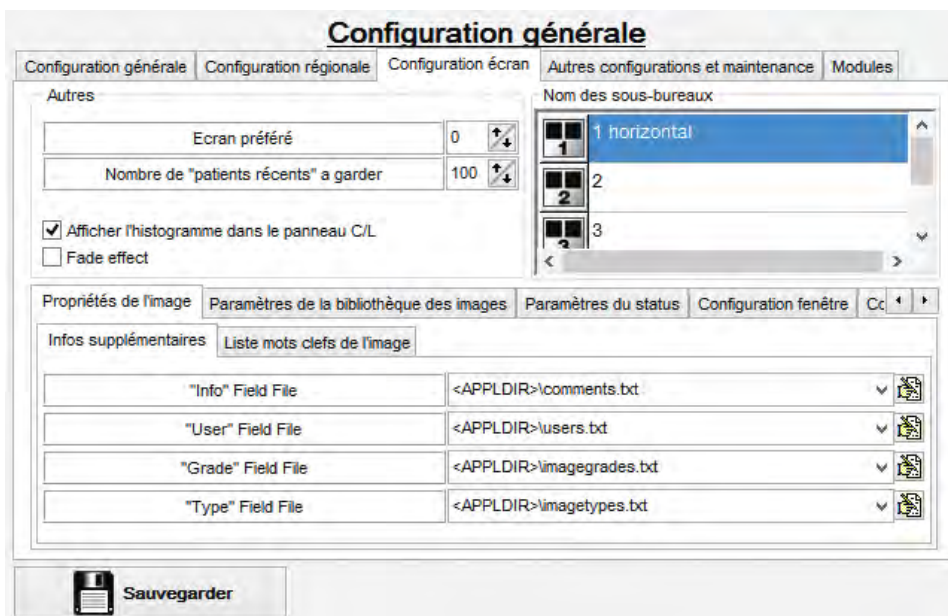 Configuration générale
Configuration générale Configuration régionale Configuration écran Autres configurations et maintenance Modules
Autres
Nom des sous-bureaux
Ecran préféré 0
1 1 horizontal
Nombre de "patients récents" a garder 100
2 2
Afficher l'histogramme dans le panneau C/L
3 3
Fade effect
Propriétés de l'image Paramètres de la bibliothèque des images Paramètres du status Configuration fenêtre
Infos supplémentaires Liste mots clefs de l'image
"Info" Field File <APPLDIR>\comments.txt
"User" Field File <APPLDIR>\users.txt
"Grade" Field File <APPLDIR>\imagegrades.txt
"Type" Field File <APPLDIR>\imagetypes.txt
Sauvegarder